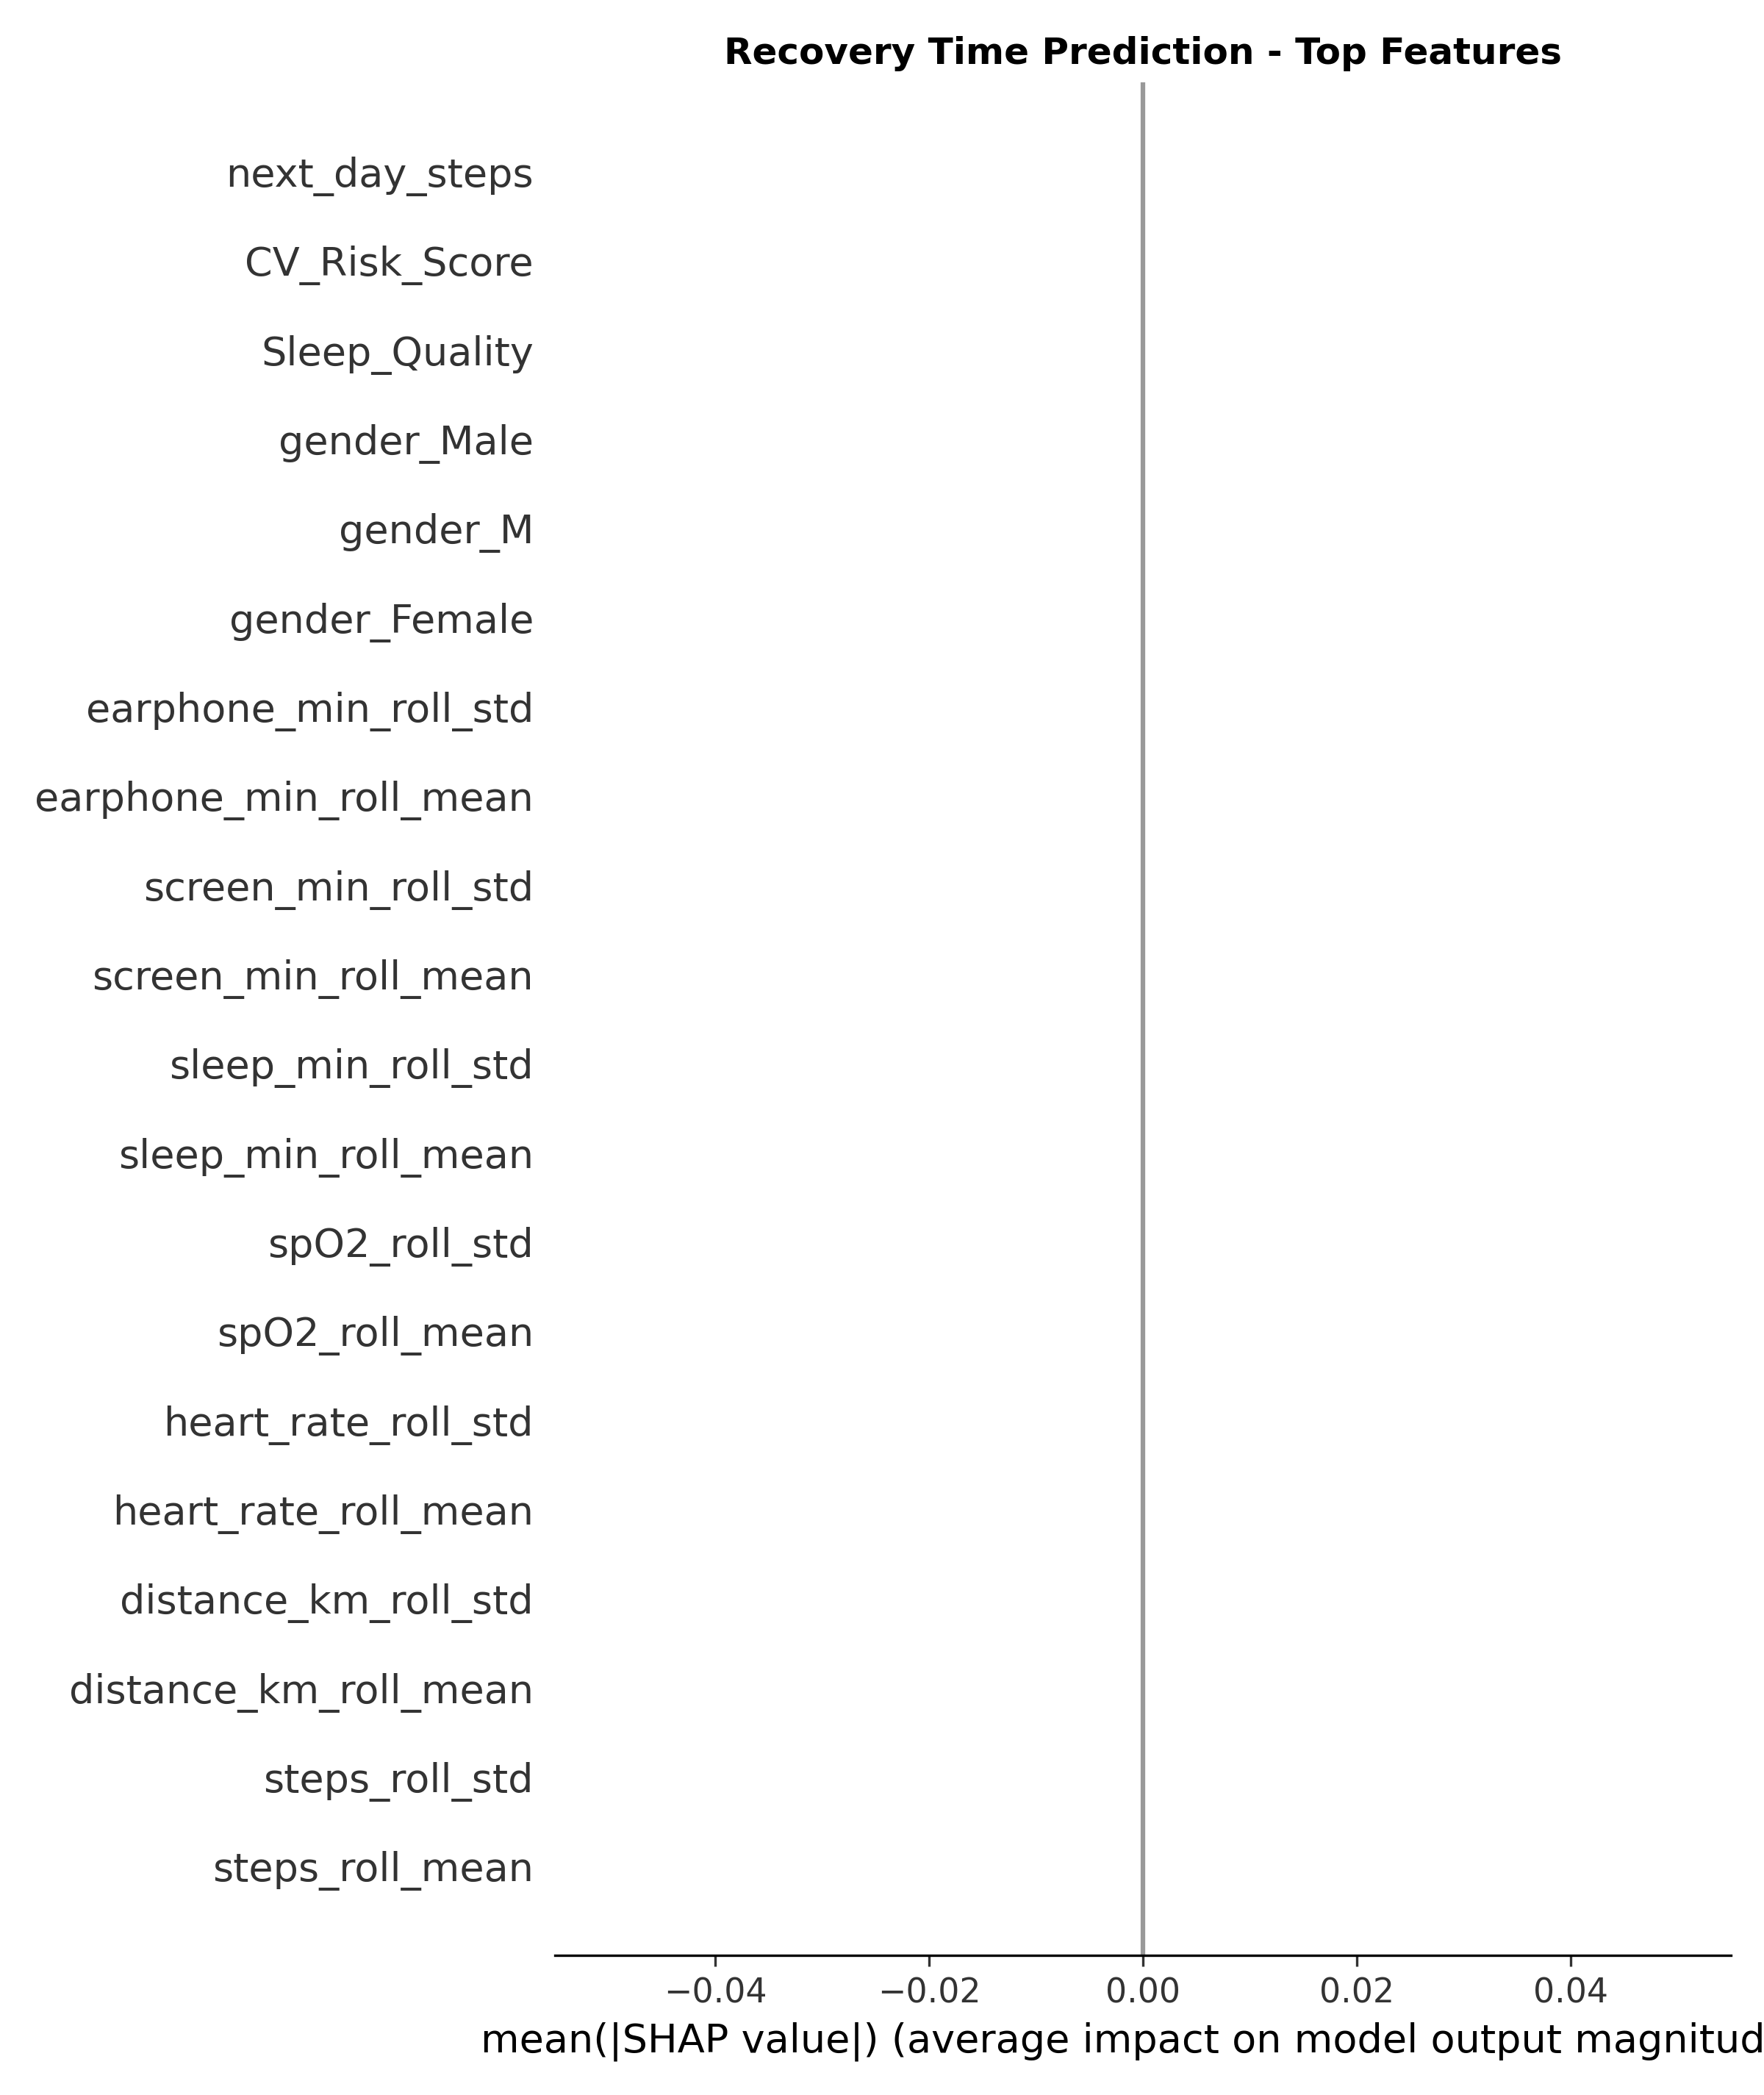 Recovery Time Prediction - Top Features
next_day_steps
CV_Risk_Score
Sleep_Quality
gender_Male
gender_M
gender_Female
earphone_min_roll_std
earphone_min_roll_mean
screen_min_roll_std
screen_min_roll_mean
sleep_min_roll_std
sleep_min_roll_mean
spO2_roll_std
spO2_roll_mean
heart_rate_roll_std
heart_rate_roll_mean
distance_km_roll_std
distance_km_roll_mean
steps_roll_std
steps_roll_mean
−0.04 −0.02 0.00 0.02 0.04
mean(|SHAP value|) (average impact on model output magnitud